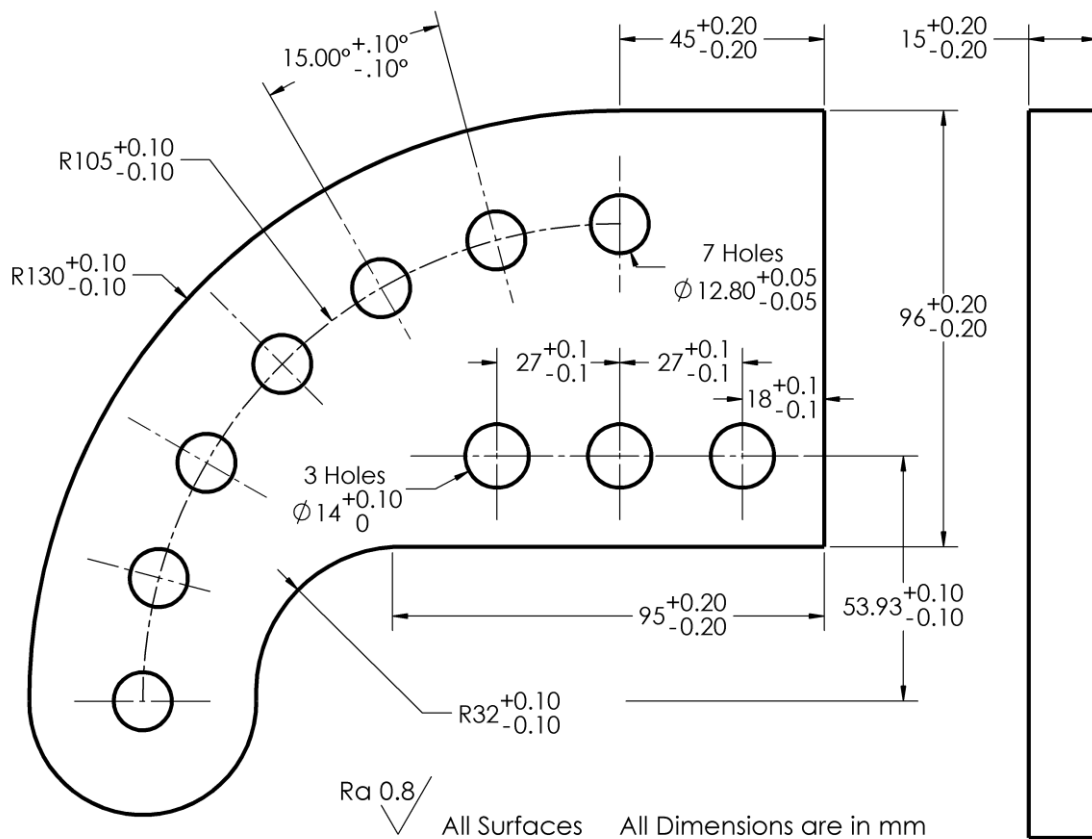 15.00°+.10°
-.10°
45+0.20
-0.20
15+0.20
-0.20
R105+0.10
-0.10
R130+0.10
-0.10
7 Holes
Ø12.80+0.05
-0.05
96+0.20
-0.20
27+0.1
-0.1
27+0.1
-0.1
18+0.1
-0.1
3 Holes
Ø14+0.10
0
95+0.20
-0.20
53.93+0.10
-0.10
R32+0.10
-0.10
Ra 0.8
All Surfaces All Dimensions are in mm